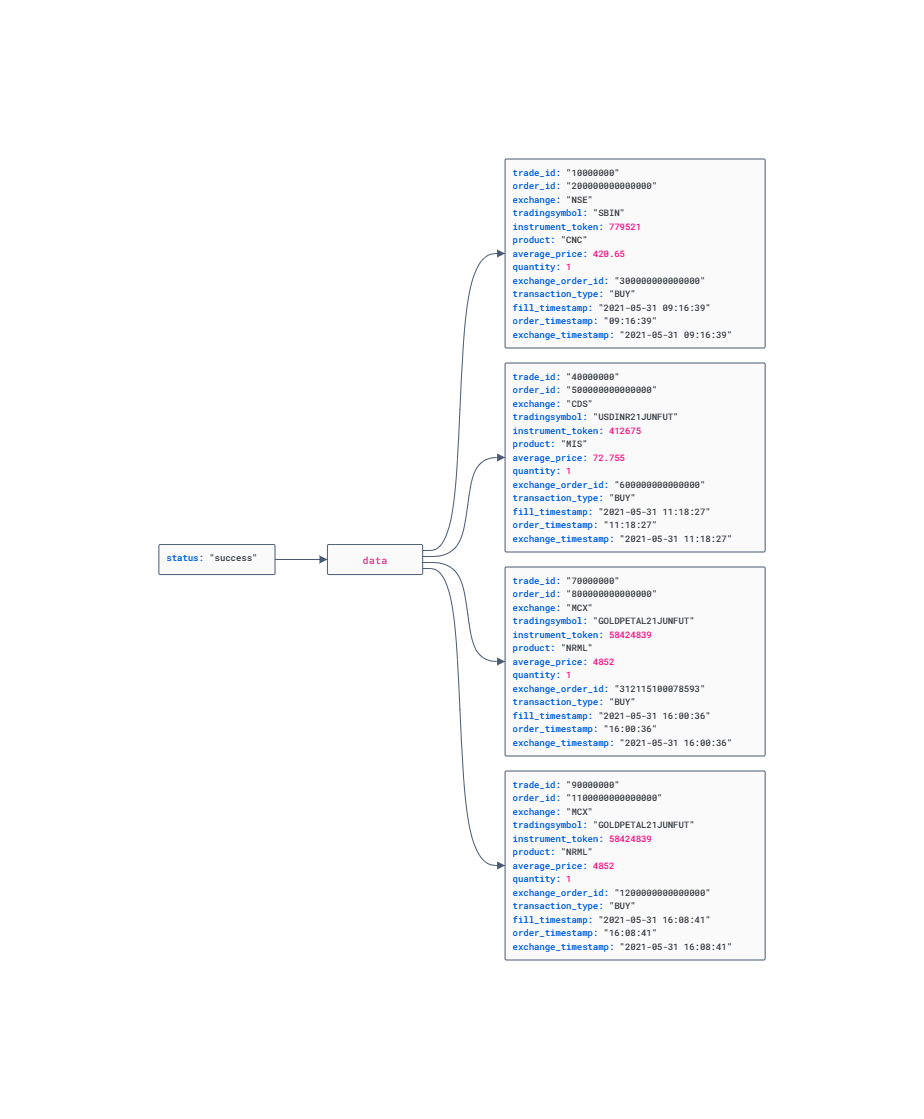 trade_id: "10000000"
order_id: "200000000000000"
exchange: "NSE"
tradingsymbol: "SBIN"
instrument_token: 779521
product: "CNC"
average_price: 420.65
quantity: 1
exchange_order_id: "300000000000000"
transaction_type: "BUY"
fill_timestamp: "2021-05-31 09:16:39"
order_timestamp: "09:16:39"
exchange_timestamp: "2021-05-31 09:16:39"
trade_id: "40000000"
order_id: "500000000000000"
exchange: "CDS"
tradingsymbol: "USDINR21JUNFUT"
instrument_token: 412675
product: "MIS"
average_price: 72.755
quantity: 1
exchange_order_id: "600000000000000"
transaction_type: "BUY"
fill_timestamp: "2021-05-31 11:18:27"
order_timestamp: "11:18:27"
exchange_timestamp: "2021-05-31 11:18:27"
status: "success"
data
trade_id: "70000000"
order_id: "800000000000000"
exchange: "MCX"
tradingsymbol: "GOLDPETAL21JUNFUT"
instrument_token: 58424839
product: "NRML"
average_price: 4852
quantity: 1
exchange_order_id: "312115100078593"
transaction_type: "BUY"
fill_timestamp: "2021-05-31 16:00:36"
order_timestamp: "16:00:36"
exchange_timestamp: "2021-05-31 16:00:36"
trade_id: "90000000"
order_id: "1100000000000000"
exchange: "MCX"
tradingsymbol: "GOLDPETAL21JUNFUT"
instrument_token: 58424839
product: "NRML"
average_price: 4852
quantity: 1
exchange_order_id: "1200000000000000"
transaction_type: "BUY"
fill_timestamp: "2021-05-31 16:08:41"
order_timestamp: "16:08:41"
exchange_timestamp: "2021-05-31 16:08:41"